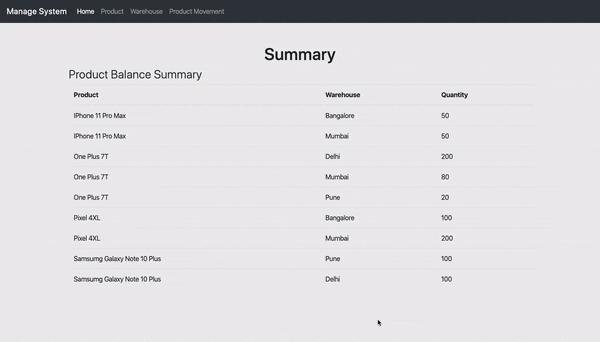 Manage System Home Product Warehouse Product Movement
Summary
Product Balance Summary
Product Warehouse Quantity
IPhone 11 Pro Max Bangalore 50
IPhone 11 Pro Max Mumbai 50
One Plus 7T Delhi 200
One Plus 7T Mumbai 80
One Plus 7T Pune 20
Pixel 4XL Bangalore 100
Pixel 4XL Mumbai 200
Samsumg Galaxy Note 10 Plus Pune 100
Samsumg Galaxy Note 10 Plus Delhi 100